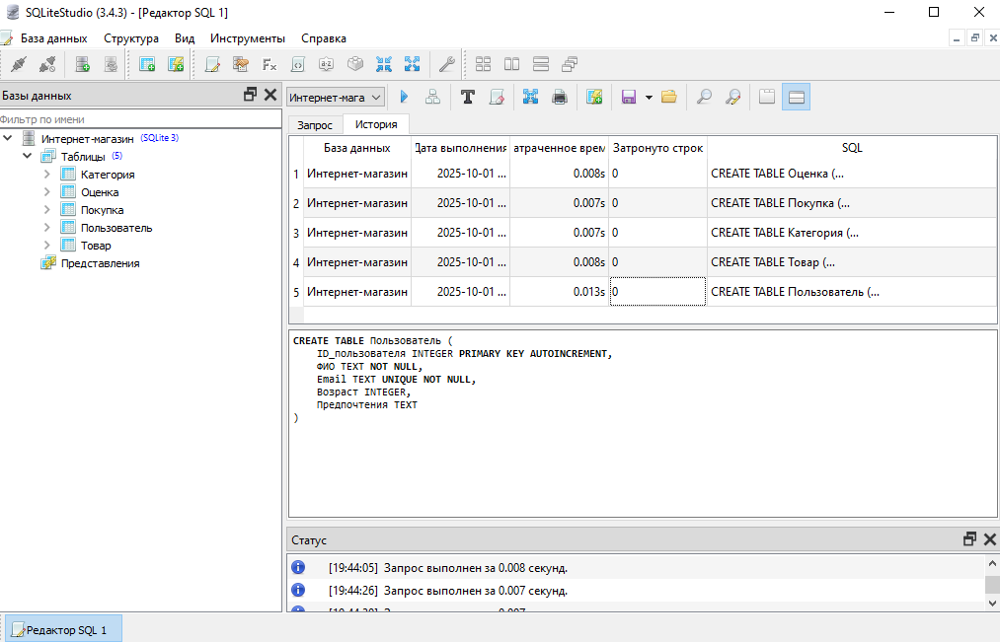 SQLiteStudio (3.4.3) - [Редактор SQL 1]
База данных Структура Вид Инструменты Справка
Базы данных
Фильтр по имени
Интернет-магазин (SQLite 3)
Таблицы (5)
Категория
Оценка
Покупка
Пользователь
Товар
Представления
Интернет-мага
Запрос История
База данных Дата выполнения атраченное врем Затронуто строк SQL
1 Интернет-магазин 2025-10-01 ... 0.008s 0 CREATE TABLE Оценка (...
2 Интернет-магазин 2025-10-01 ... 0.007s 0 CREATE TABLE Покупка (...
3 Интернет-магазин 2025-10-01 ... 0.007s 0 CREATE TABLE Категория (...
4 Интернет-магазин 2025-10-01 ... 0.008s 0 CREATE TABLE Товар (...
5 Интернет-магазин 2025-10-01 ... 0.013s 0 CREATE TABLE Пользователь (...
CREATE TABLE Пользователь (
ID_пользователя INTEGER PRIMARY KEY AUTOINCREMENT,
ФИО TEXT NOT NULL,
Email TEXT UNIQUE NOT NULL,
Возраст INTEGER,
Предпочтения TEXT
)
Статус
[19:44:05] Запрос выполнен за 0.008 секунд.
[19:44:26] Запрос выполнен за 0.007 секунд.
Редактор SQL 1